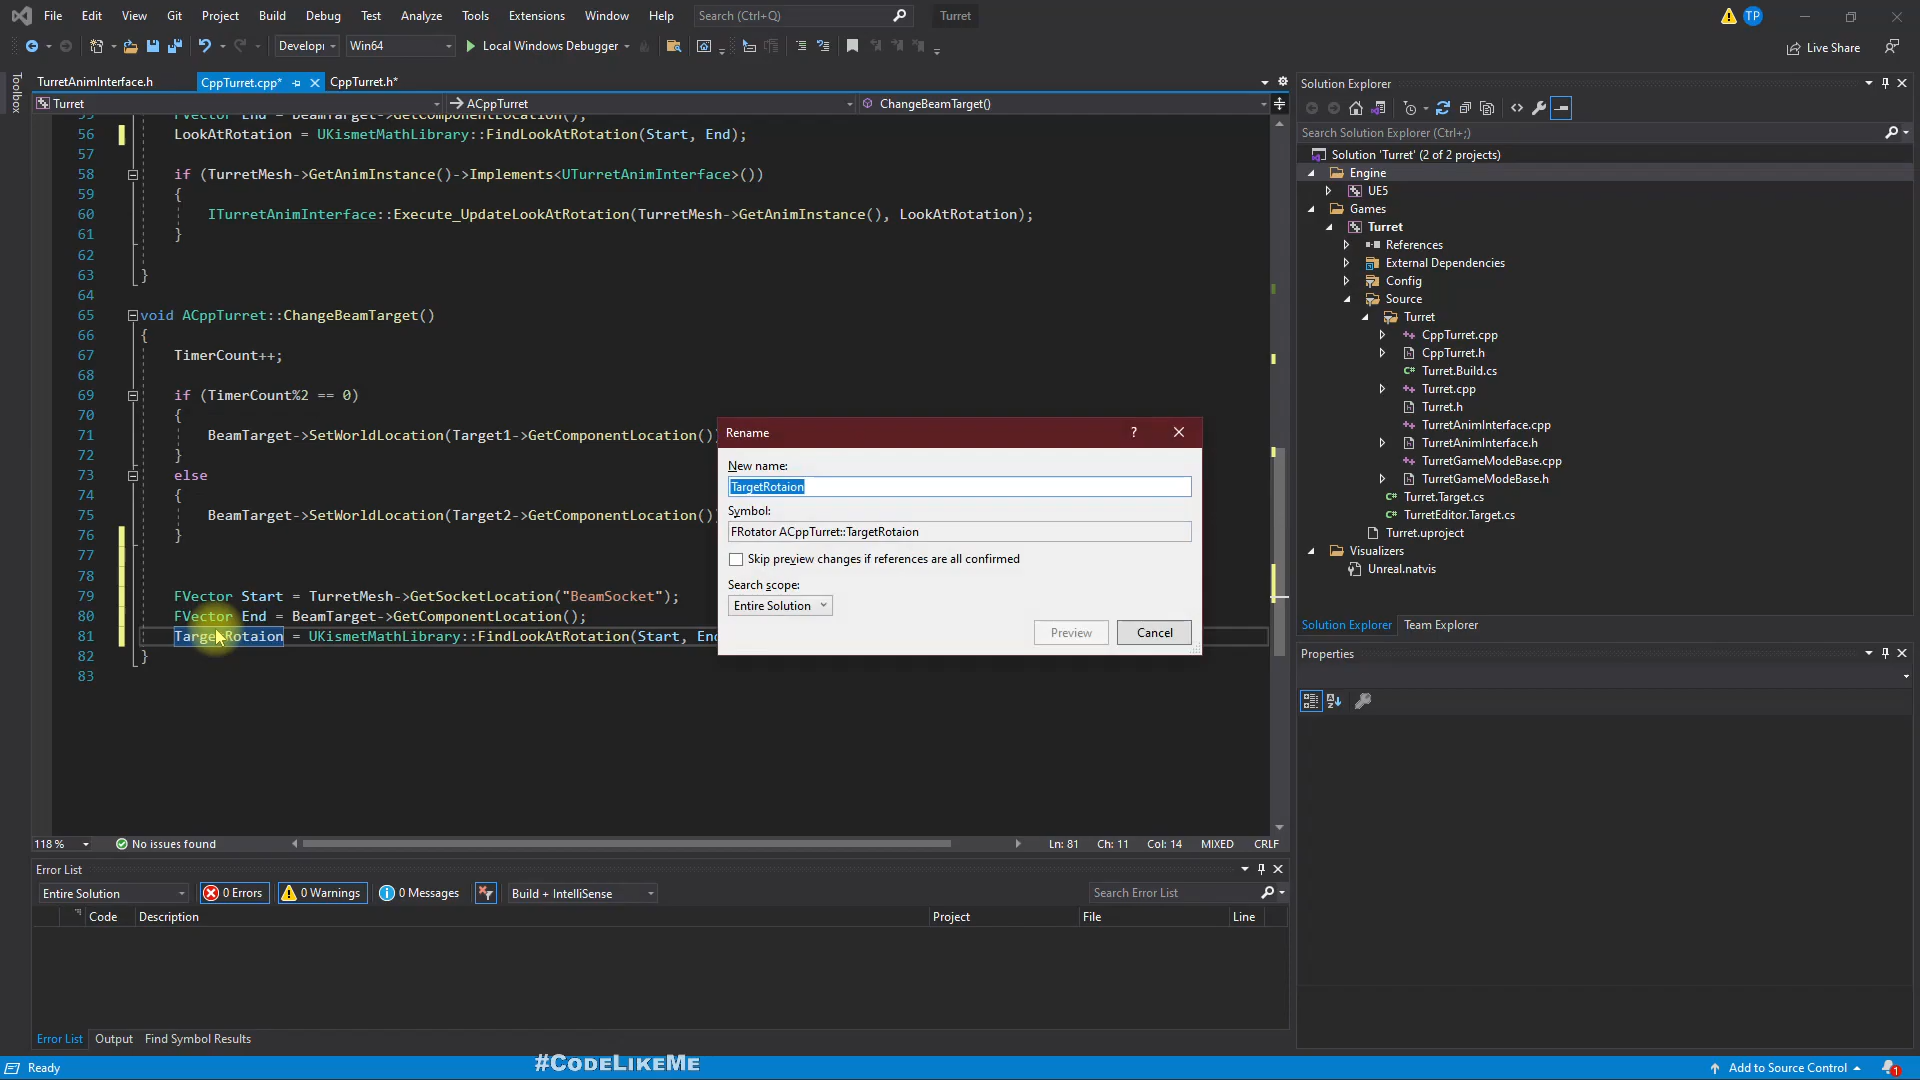 File Edit View Git Project Build Debug Test Analyze Tools Extensions Window Help Search (Ctrl+Q) Turret TP
Develop Win64 Local Windows Debugger Live Share
Toolbox
TurretAnimInterface.h CppTurret.cpp* CppTurret.h*
Turret ACppTurret ChangeBeamTarget()
56 LookAtRotation = UKismetMathLibrary::FindLookAtRotation(Start, End);
57
58 if (TurretMesh->GetAnimInstance()->Implements<UTurretAnimInterface>())
59 {
60 ITurretAnimInterface::Execute_UpdateLookAtRotation(TurretMesh->GetAnimInstance(), LookAtRotation);
61 }
62
63 }
64
65 void ACppTurret::ChangeBeamTarget()
66 {
67 TimerCount++;
68
69 if (TimerCount%2 == 0)
70 {
71 BeamTarget->SetWorldLocation(Target1->GetComponentLocation()
72 }
73 else
74 {
75 BeamTarget->SetWorldLocation(Target2->GetComponentLocation()
76 }
77
78
79 FVector Start = TurretMesh->GetSocketLocation("BeamSocket");
80 FVector End = BeamTarget->GetComponentLocation();
81 TargetRotaion = UKismetMathLibrary::FindLookAtRotation(Start, End
82 }
83
Rename ?
New name:
TargetRotaion
Symbol:
FRotator ACppTurret::TargetRotaion
Skip preview changes if references are all confirmed
Search scope:
Entire Solution
Preview Cancel
118 % No issues found Ln: 81 Ch: 11 Col: 14 MIXED CRLF
Error List
Entire Solution 0 Errors 0 Warnings 0 Messages Build + IntelliSense Search Error List
Code Description Project File Line
Error List Output Find Symbol Results
Solution Explorer
Search Solution Explorer (Ctrl+;)
Solution 'Turret' (2 of 2 projects)
Engine
UE5
Games
Turret
References
External Dependencies
Config
Source
Turret
CppTurret.cpp
CppTurret.h
Turret.Build.cs
Turret.cpp
Turret.h
TurretAnimInterface.cpp
TurretAnimInterface.h
TurretGameModeBase.cpp
TurretGameModeBase.h
Turret.Target.cs
TurretEditor.Target.cs
Turret.uproject
Visualizers
Unreal.natvis
Solution Explorer Team Explorer
Properties
Ready #CodeLikeMe Add to Source Control 1